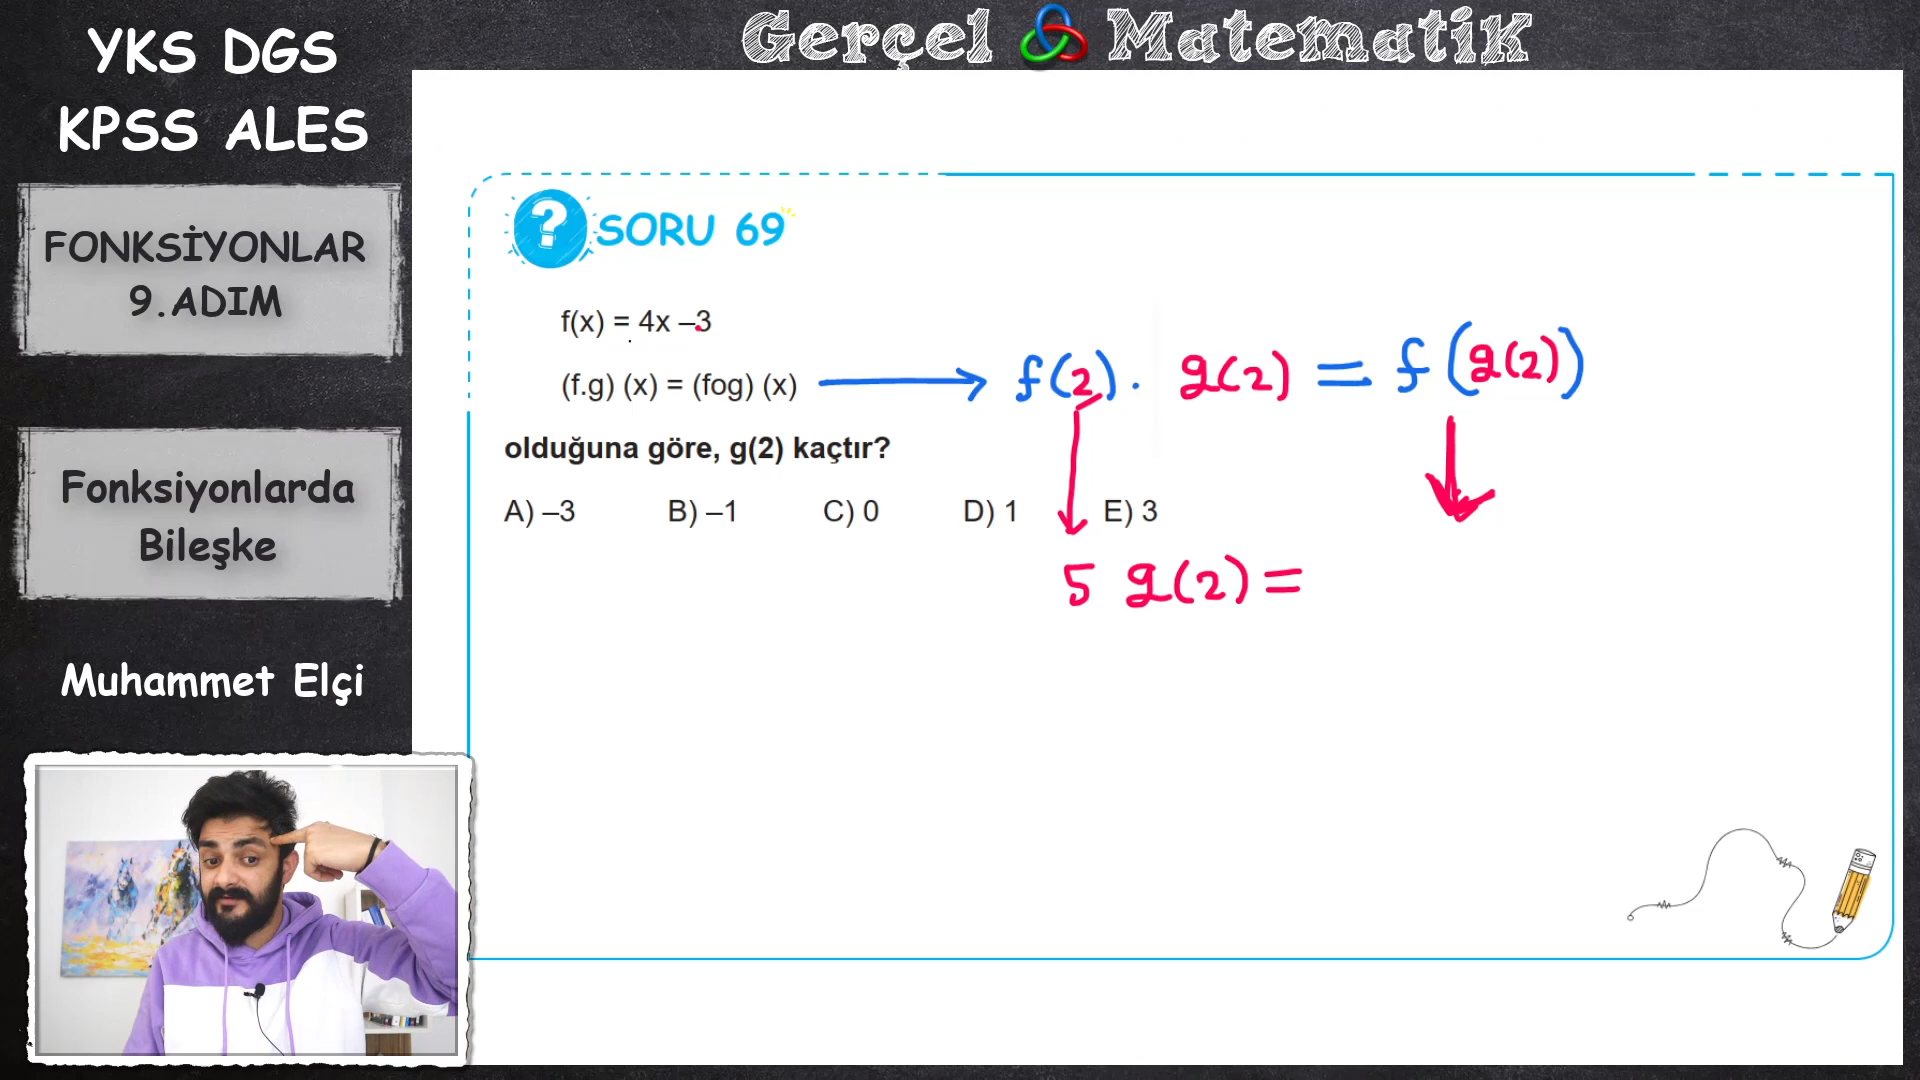 YKS DGS
KPSS ALES
Gerçel Matematik
FONKSİYONLAR
9.ADIM
Fonksiyonlarda
Bileşke
Muhammet Elçi
? SORU 69
f(x) = 4x –3
(f.g) (x) = (fog) (x)
f(2) . g(2) = f(g(2))
olduğuna göre, g(2) kaçtır?
A) –3 B) –1 C) 0 D) 1 E) 3
5 g(2) =